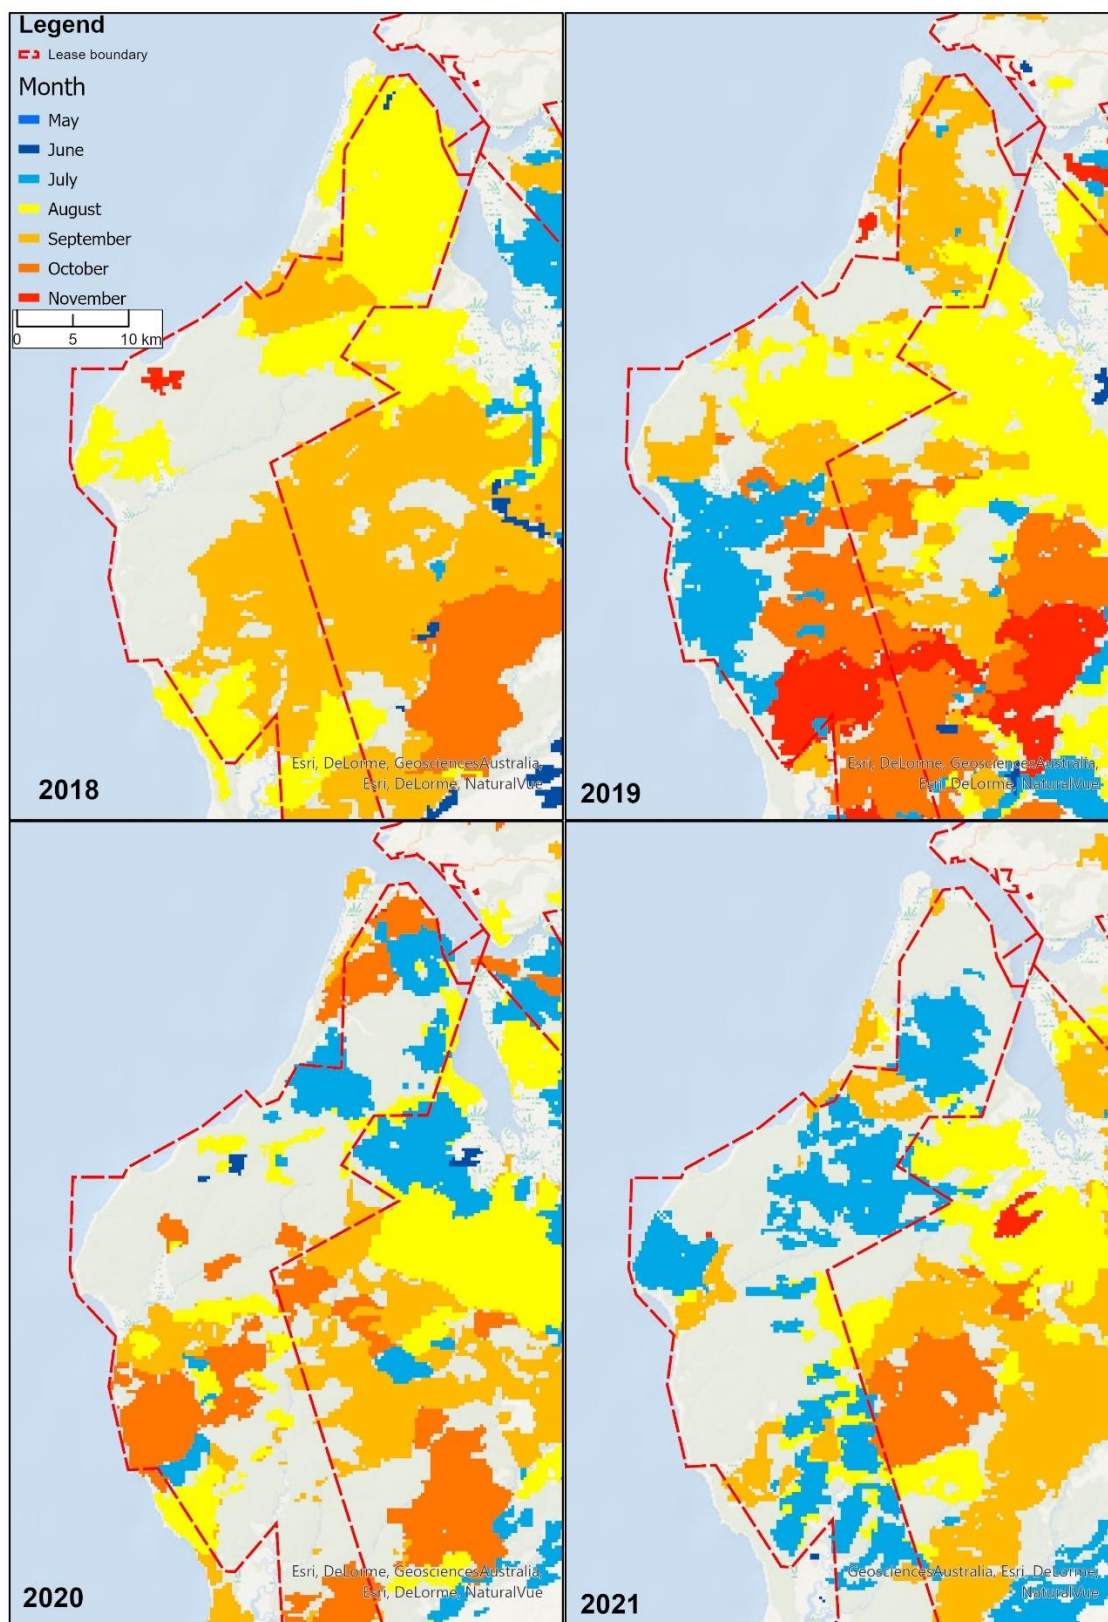 Legend
Lease boundary
Month
May
June
July
August
September
October
November
0 5 10 km
Esri, DeLorme, GeosciencesAustralia,
Esri, DeLorme, NaturalVue
2018
Esri, DeLorme, GeosciencesAustralia,
Esri, DeLorme, NaturalVue
2019
Esri, DeLorme, GeosciencesAustralia,
Esri, DeLorme, NaturalVue
2020
GeosciencesAustralia, Esri, DeLorme,
NaturalVue
2021